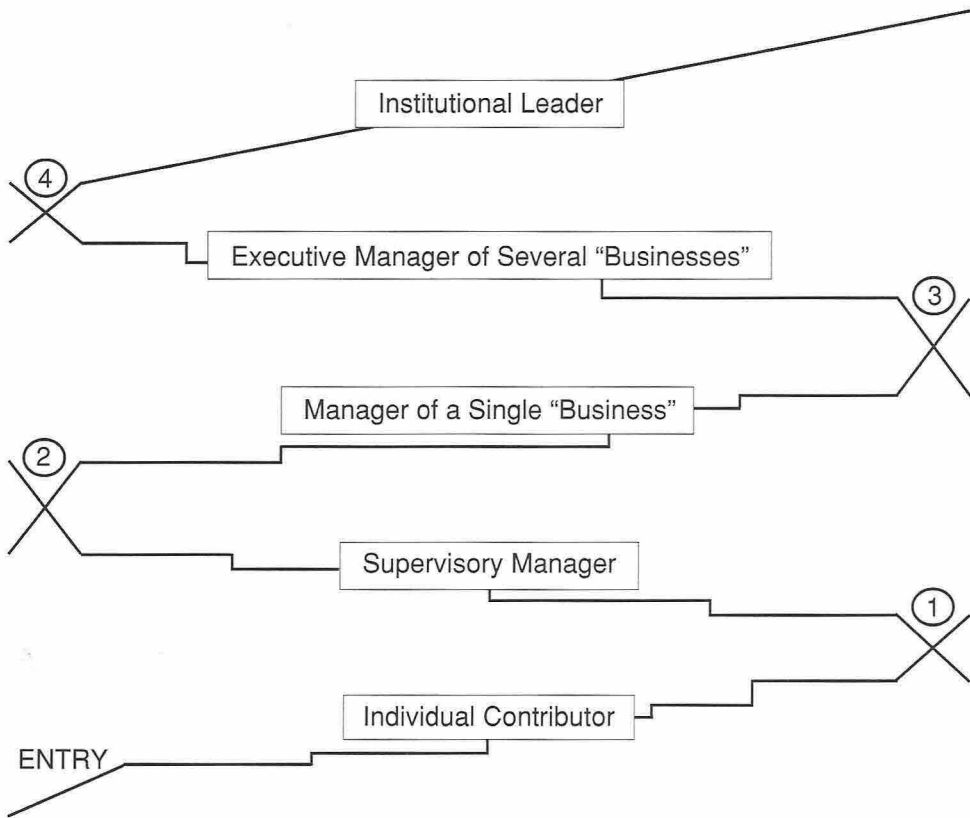 Institutional Leader
4
Executive Manager of Several “Businesses”
3
Manager of a Single “Business”
2
Supervisory Manager
1
Individual Contributor
ENTRY